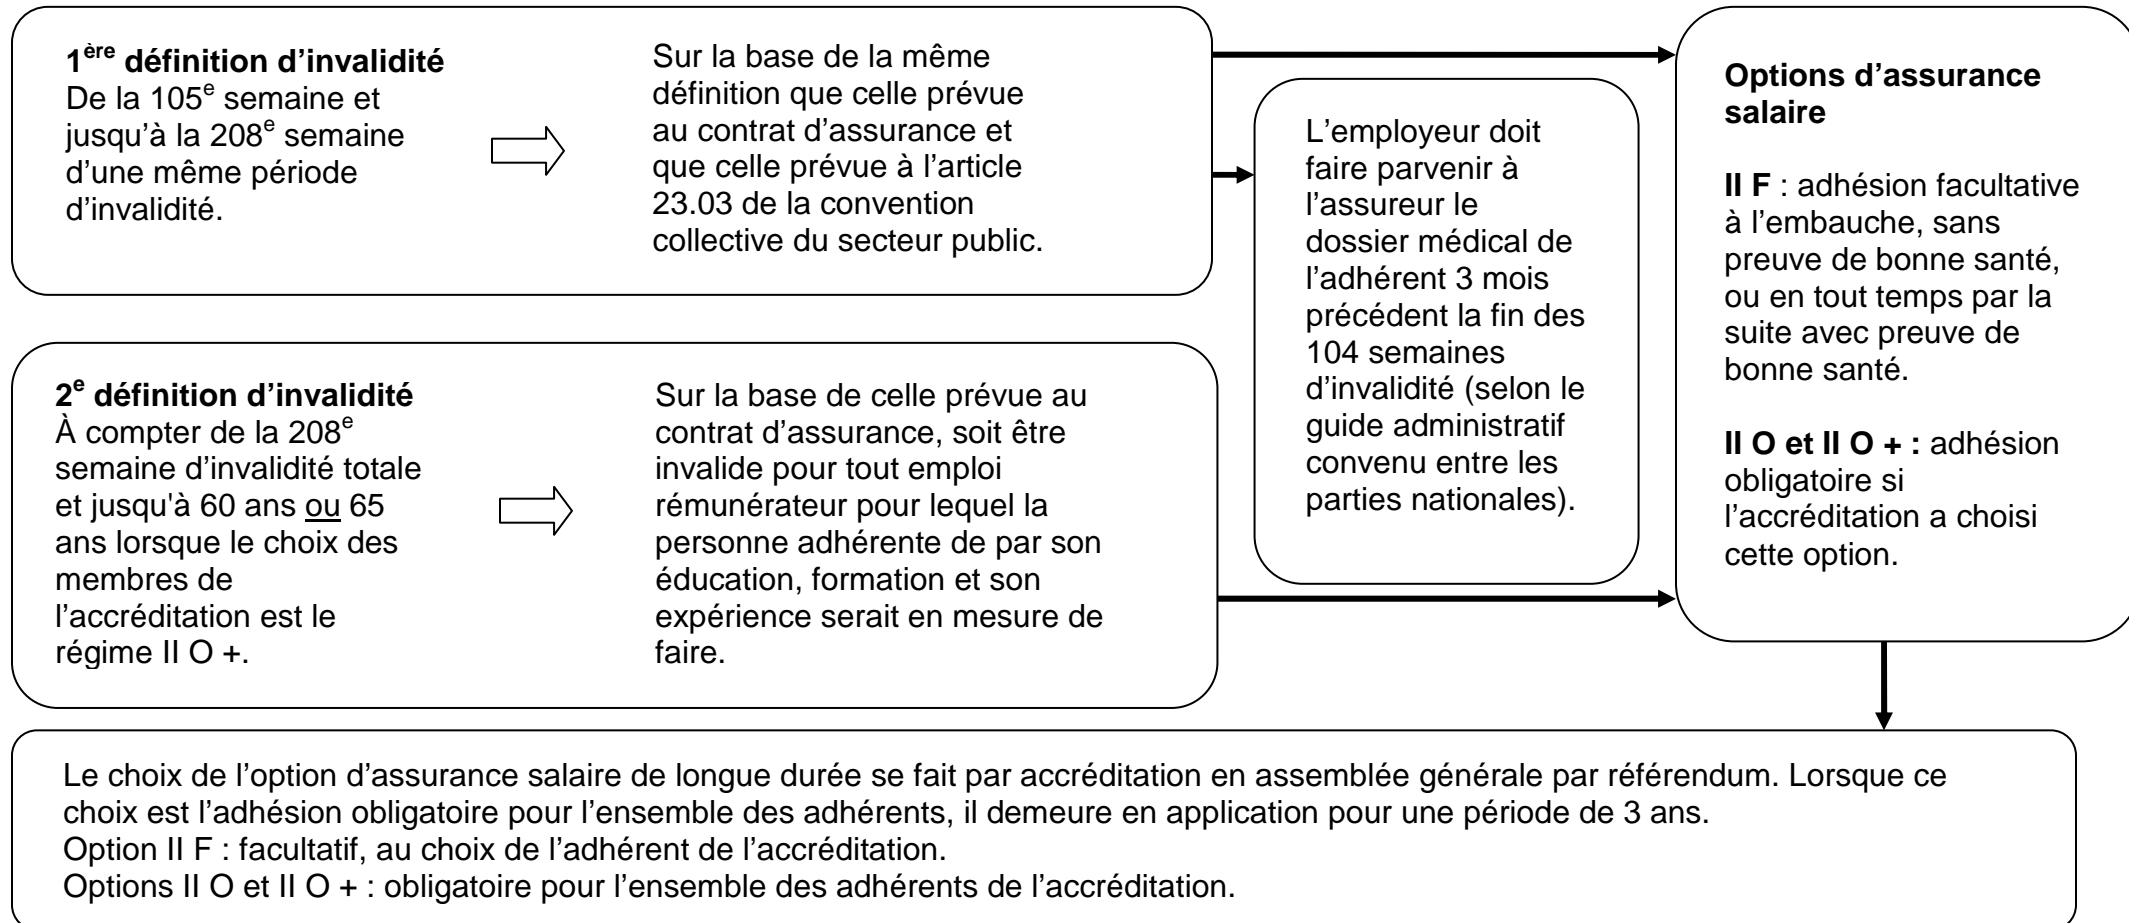 1ère définition d’invalidité
De la 105e semaine et
jusqu’à la 208e semaine
d’une même période
d’invalidité.
Sur la base de la même
définition que celle prévue
au contrat d’assurance et
que celle prévue à l’article
23.03 de la convention
collective du secteur public.
2e définition d’invalidité
À compter de la 208e
semaine d’invalidité totale
et jusqu'à 60 ans ou 65
ans lorsque le choix des
membres de
l’accréditation est le
régime II O +.
Sur la base de celle prévue au
contrat d’assurance, soit être
invalide pour tout emploi
rémunérateur pour lequel la
personne adhérente de par son
éducation, formation et son
expérience serait en mesure de
faire.
L’employeur doit
faire parvenir à
l’assureur le
dossier médical de
l’adhérent 3 mois
précédent la fin des
104 semaines
d’invalidité (selon le
guide administratif
convenu entre les
parties nationales).
Options d’assurance
salaire
II F : adhésion facultative
à l’embauche, sans
preuve de bonne santé,
ou en tout temps par la
suite avec preuve de
bonne santé.
II O et II O + : adhésion
obligatoire si
l’accréditation a choisi
cette option.
Le choix de l’option d’assurance salaire de longue durée se fait par accréditation en assemblée générale par référendum. Lorsque ce
choix est l’adhésion obligatoire pour l’ensemble des adhérents, il demeure en application pour une période de 3 ans.
Option II F : facultatif, au choix de l’adhérent de l’accréditation.
Options II O et II O + : obligatoire pour l’ensemble des adhérents de l’accréditation.